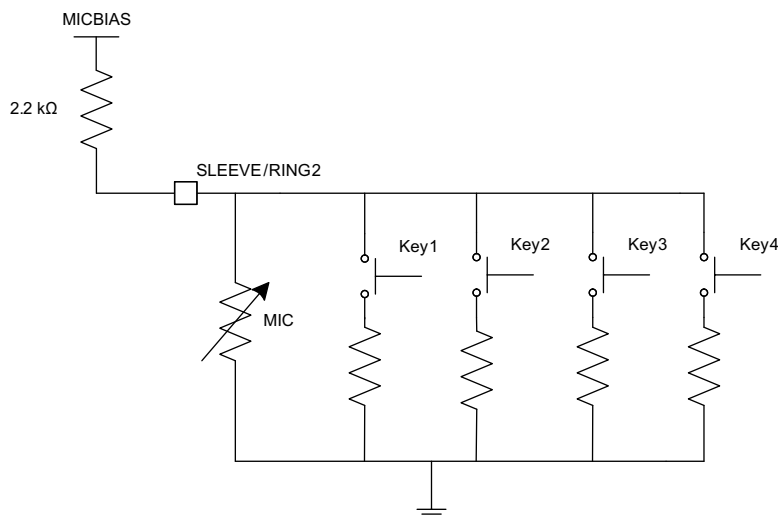 MICBIAS
2.2 kΩ
SLEEVE/RING2
Key1
Key2
Key3
Key4
MIC